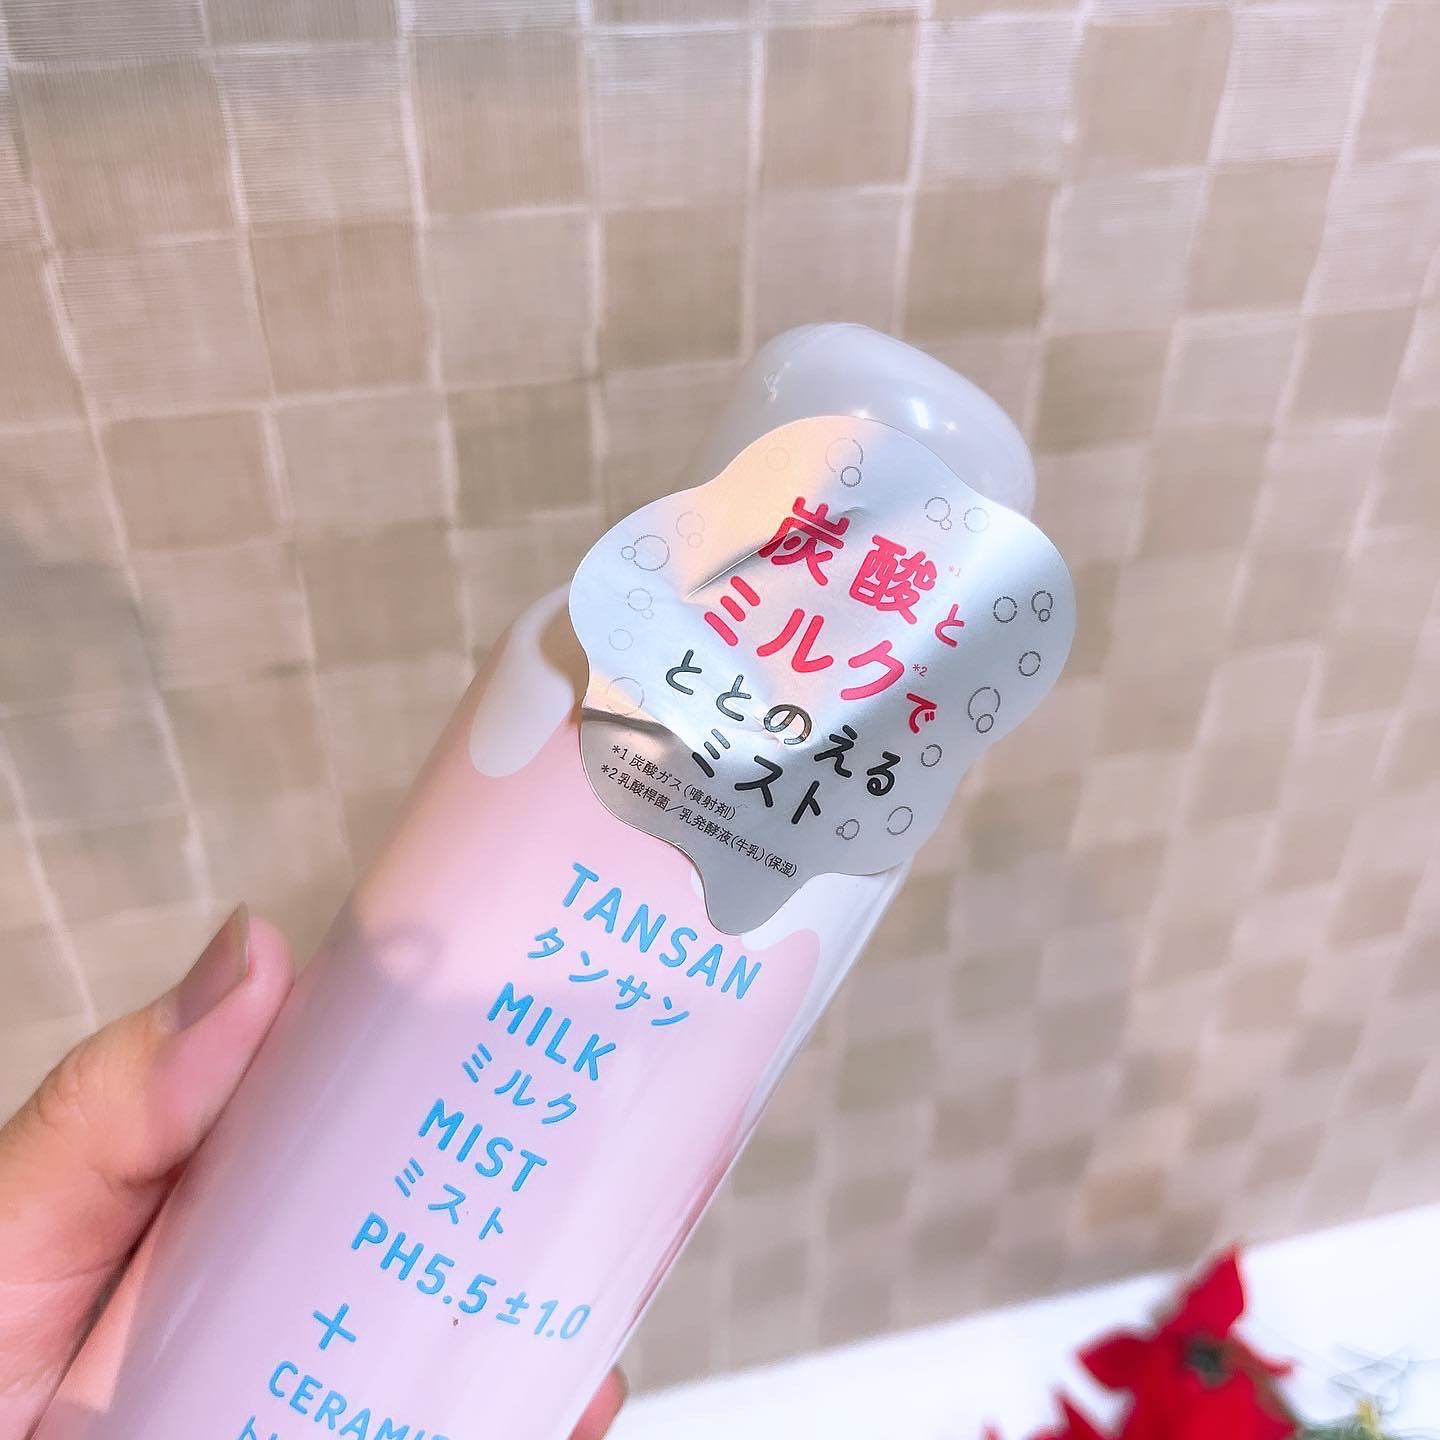 炭酸*1と
ミルク*2で
ととのえる
ミスト
*1 炭酸ガス(噴射剤)
*2 乳酸桿菌/乳発酵液(牛乳)(保湿)
TANSAN
タンサン
MILK
ミルク
MIST
ミスト
PH5.5±1.0
+